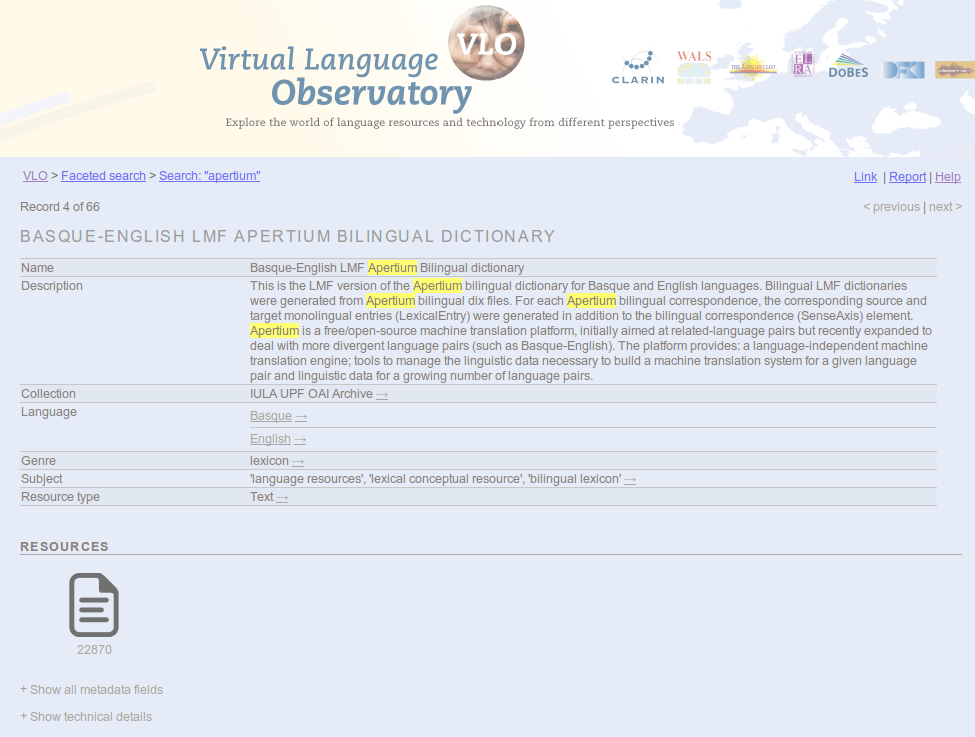 Virtual Language
Observatory
VLO
Explore the world of language resources and technology from different perspectives
CLARIN
WALS
THE LINGUIST LIST
EL
RA
DOBES
DFKI
VLO > Faceted search > Search: "apertium"
Link | Report | Help
Record 4 of 66
< previous | next >
BASQUE-ENGLISH LMF APERTIUM BILINGUAL DICTIONARY
Name Basque-English LMF Apertium Bilingual dictionary
Description This is the LMF version of the Apertium bilingual dictionary for Basque and English languages. Bilingual LMF dictionaries
were generated from Apertium bilingual dix files. For each Apertium bilingual correspondence, the corresponding source and
target monolingual entries (LexicalEntry) were generated in addition to the bilingual correspondence (SenseAxis) element.
Apertium is a free/open-source machine translation platform, initially aimed at related-language pairs but recently expanded to
deal with more divergent language pairs (such as Basque-English). The platform provides: a language-independent machine
translation engine; tools to manage the linguistic data necessary to build a machine translation system for a given language
pair and linguistic data for a growing number of language pairs.
Collection IULA UPF OAI Archive →
Language Basque →
English →
Genre lexicon →
Subject 'language resources', 'lexical conceptual resource', 'bilingual lexicon' →
Resource type Text →
RESOURCES
22870
+ Show all metadata fields
+ Show technical details